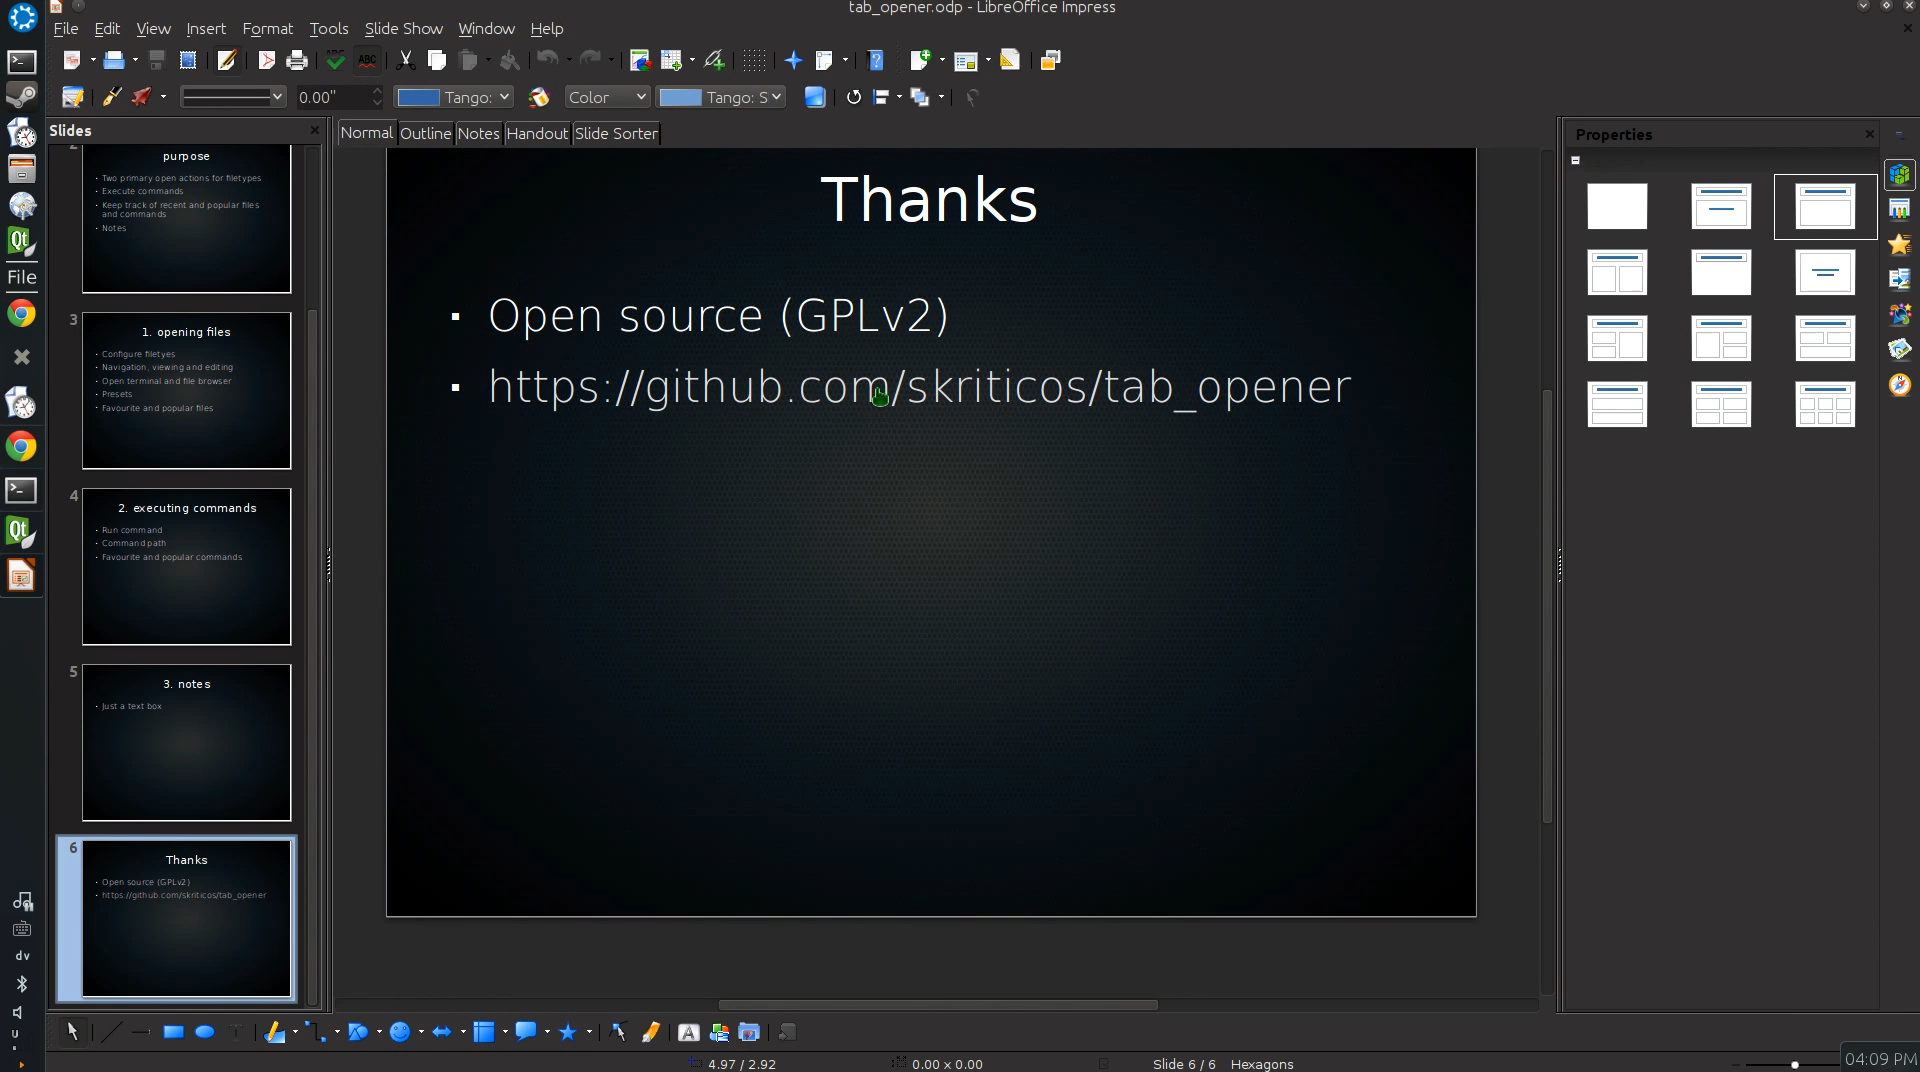 tab_opener.odp - LibreOffice Impress
File Edit View Insert Format Tools Slide Show Window Help
0.00" Tango: Color Tango: S
Slides
Normal Outline Notes Handout Slide Sorter
Properties
2
purpose
Two primary open actions for filetypes
Execute commands
Keep track of recent and popular files
and commands
Notes
3
1. opening files
Configure filetyes
Navigation, viewing and editing
Open terminal and file browser
Presets
Favourite and popular files
4
2. executing commands
Run command
Command path
Favourite and popular commands
5
3. notes
Just a text box
6
Thanks
Open source (GPLv2)
https://github.com/skriticos/tab_opener
Thanks
Open source (GPLv2)
https://github.com/skriticos/tab_opener
File
Qt
Qt
dv
U
4.97 / 2.92 0.00 x 0.00 Slide 6 / 6 Hexagons
04:09 PM